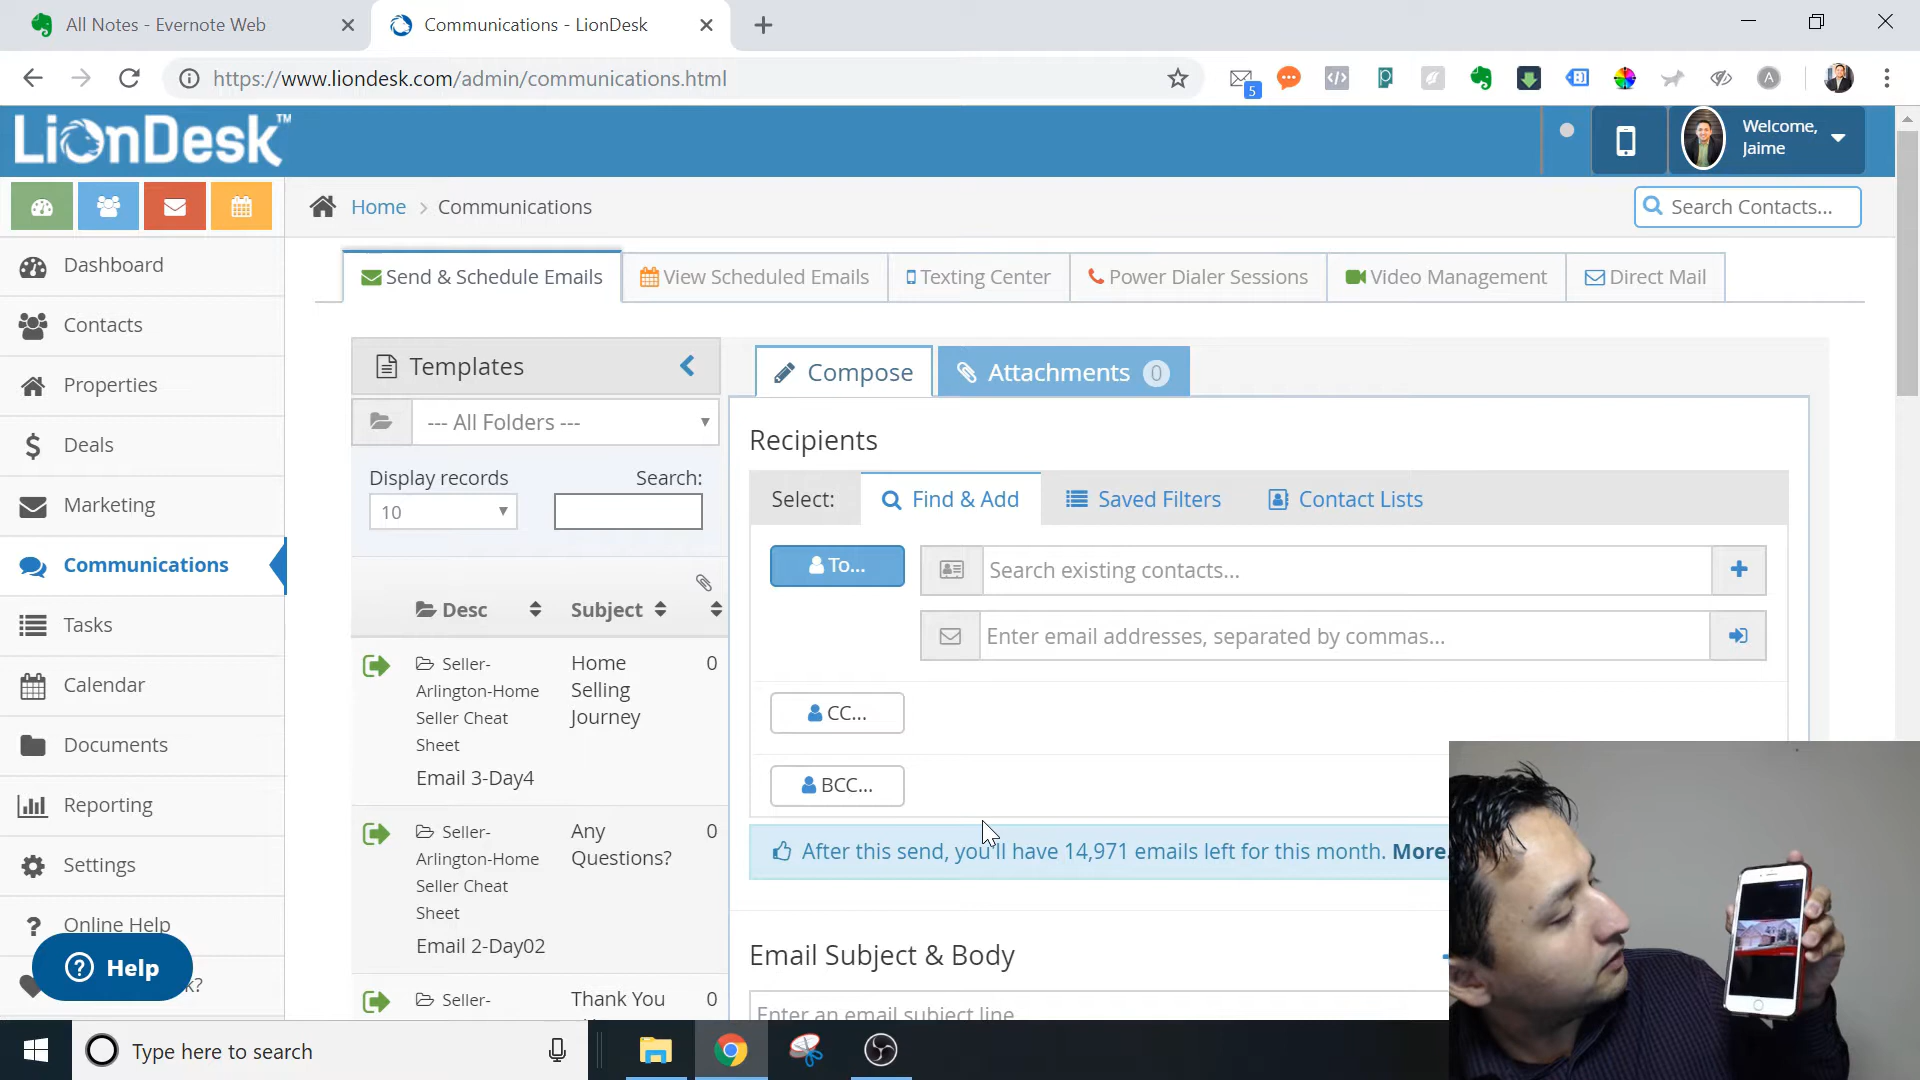 All Notes - Evernote Web
Communications - LionDesk
https://www.liondesk.com/admin/communications.html
5
A
LionDesk™
Welcome,
Jaime
Home > Communications
Search Contacts...
Dashboard
Contacts
Properties
Deals
Marketing
Communications
Tasks
Calendar
Documents
Reporting
Settings
Online Help
k?
Help
Send & Schedule Emails
View Scheduled Emails
Texting Center
Power Dialer Sessions
Video Management
Direct Mail
Templates
--- All Folders ---
Display records
Search:
10
Desc
Subject
Seller-
Arlington-Home
Seller Cheat
Sheet
Email 3-Day4
Home
Selling
Journey
0
Seller-
Arlington-Home
Seller Cheat
Sheet
Email 2-Day02
Any
Questions?
0
Seller-
Thank You
0
Compose
Attachments 0
Recipients
Select:
Find & Add
Saved Filters
Contact Lists
To...
Search existing contacts...
Enter email addresses, separated by commas...
CC...
BCC...
After this send, you'll have 14,971 emails left for this month. More
Email Subject & Body
Enter an email subject line
Type here to search